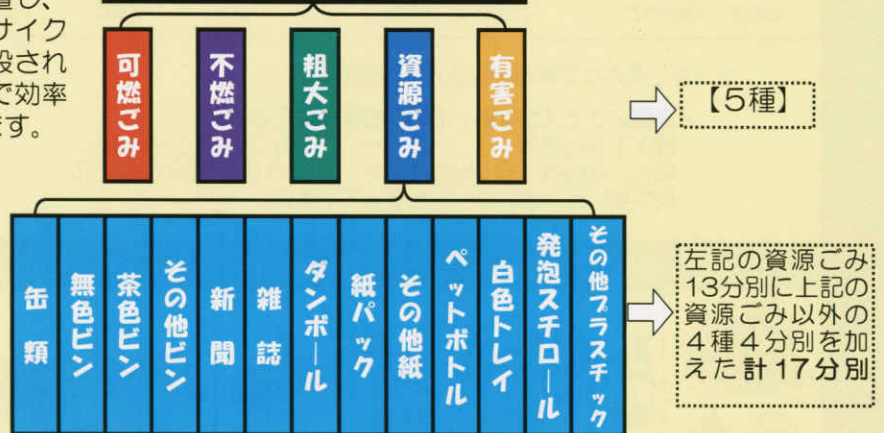 置し、
サイク
設され
で効率
ます。
可燃ごみ
不燃ごみ
粗大ごみ
資源ごみ
有害ごみ
【5種】
缶類
無色ビン
茶色ビン
その他ビン
新聞
雑誌
ダンボール
紙パック
その他紙
ペットボトル
白色トレイ
発泡スチロール
その他プラスチック
左記の資源ごみ
13分別に上記の
資源ごみ以外の
4種4分別を加
えた計17分別